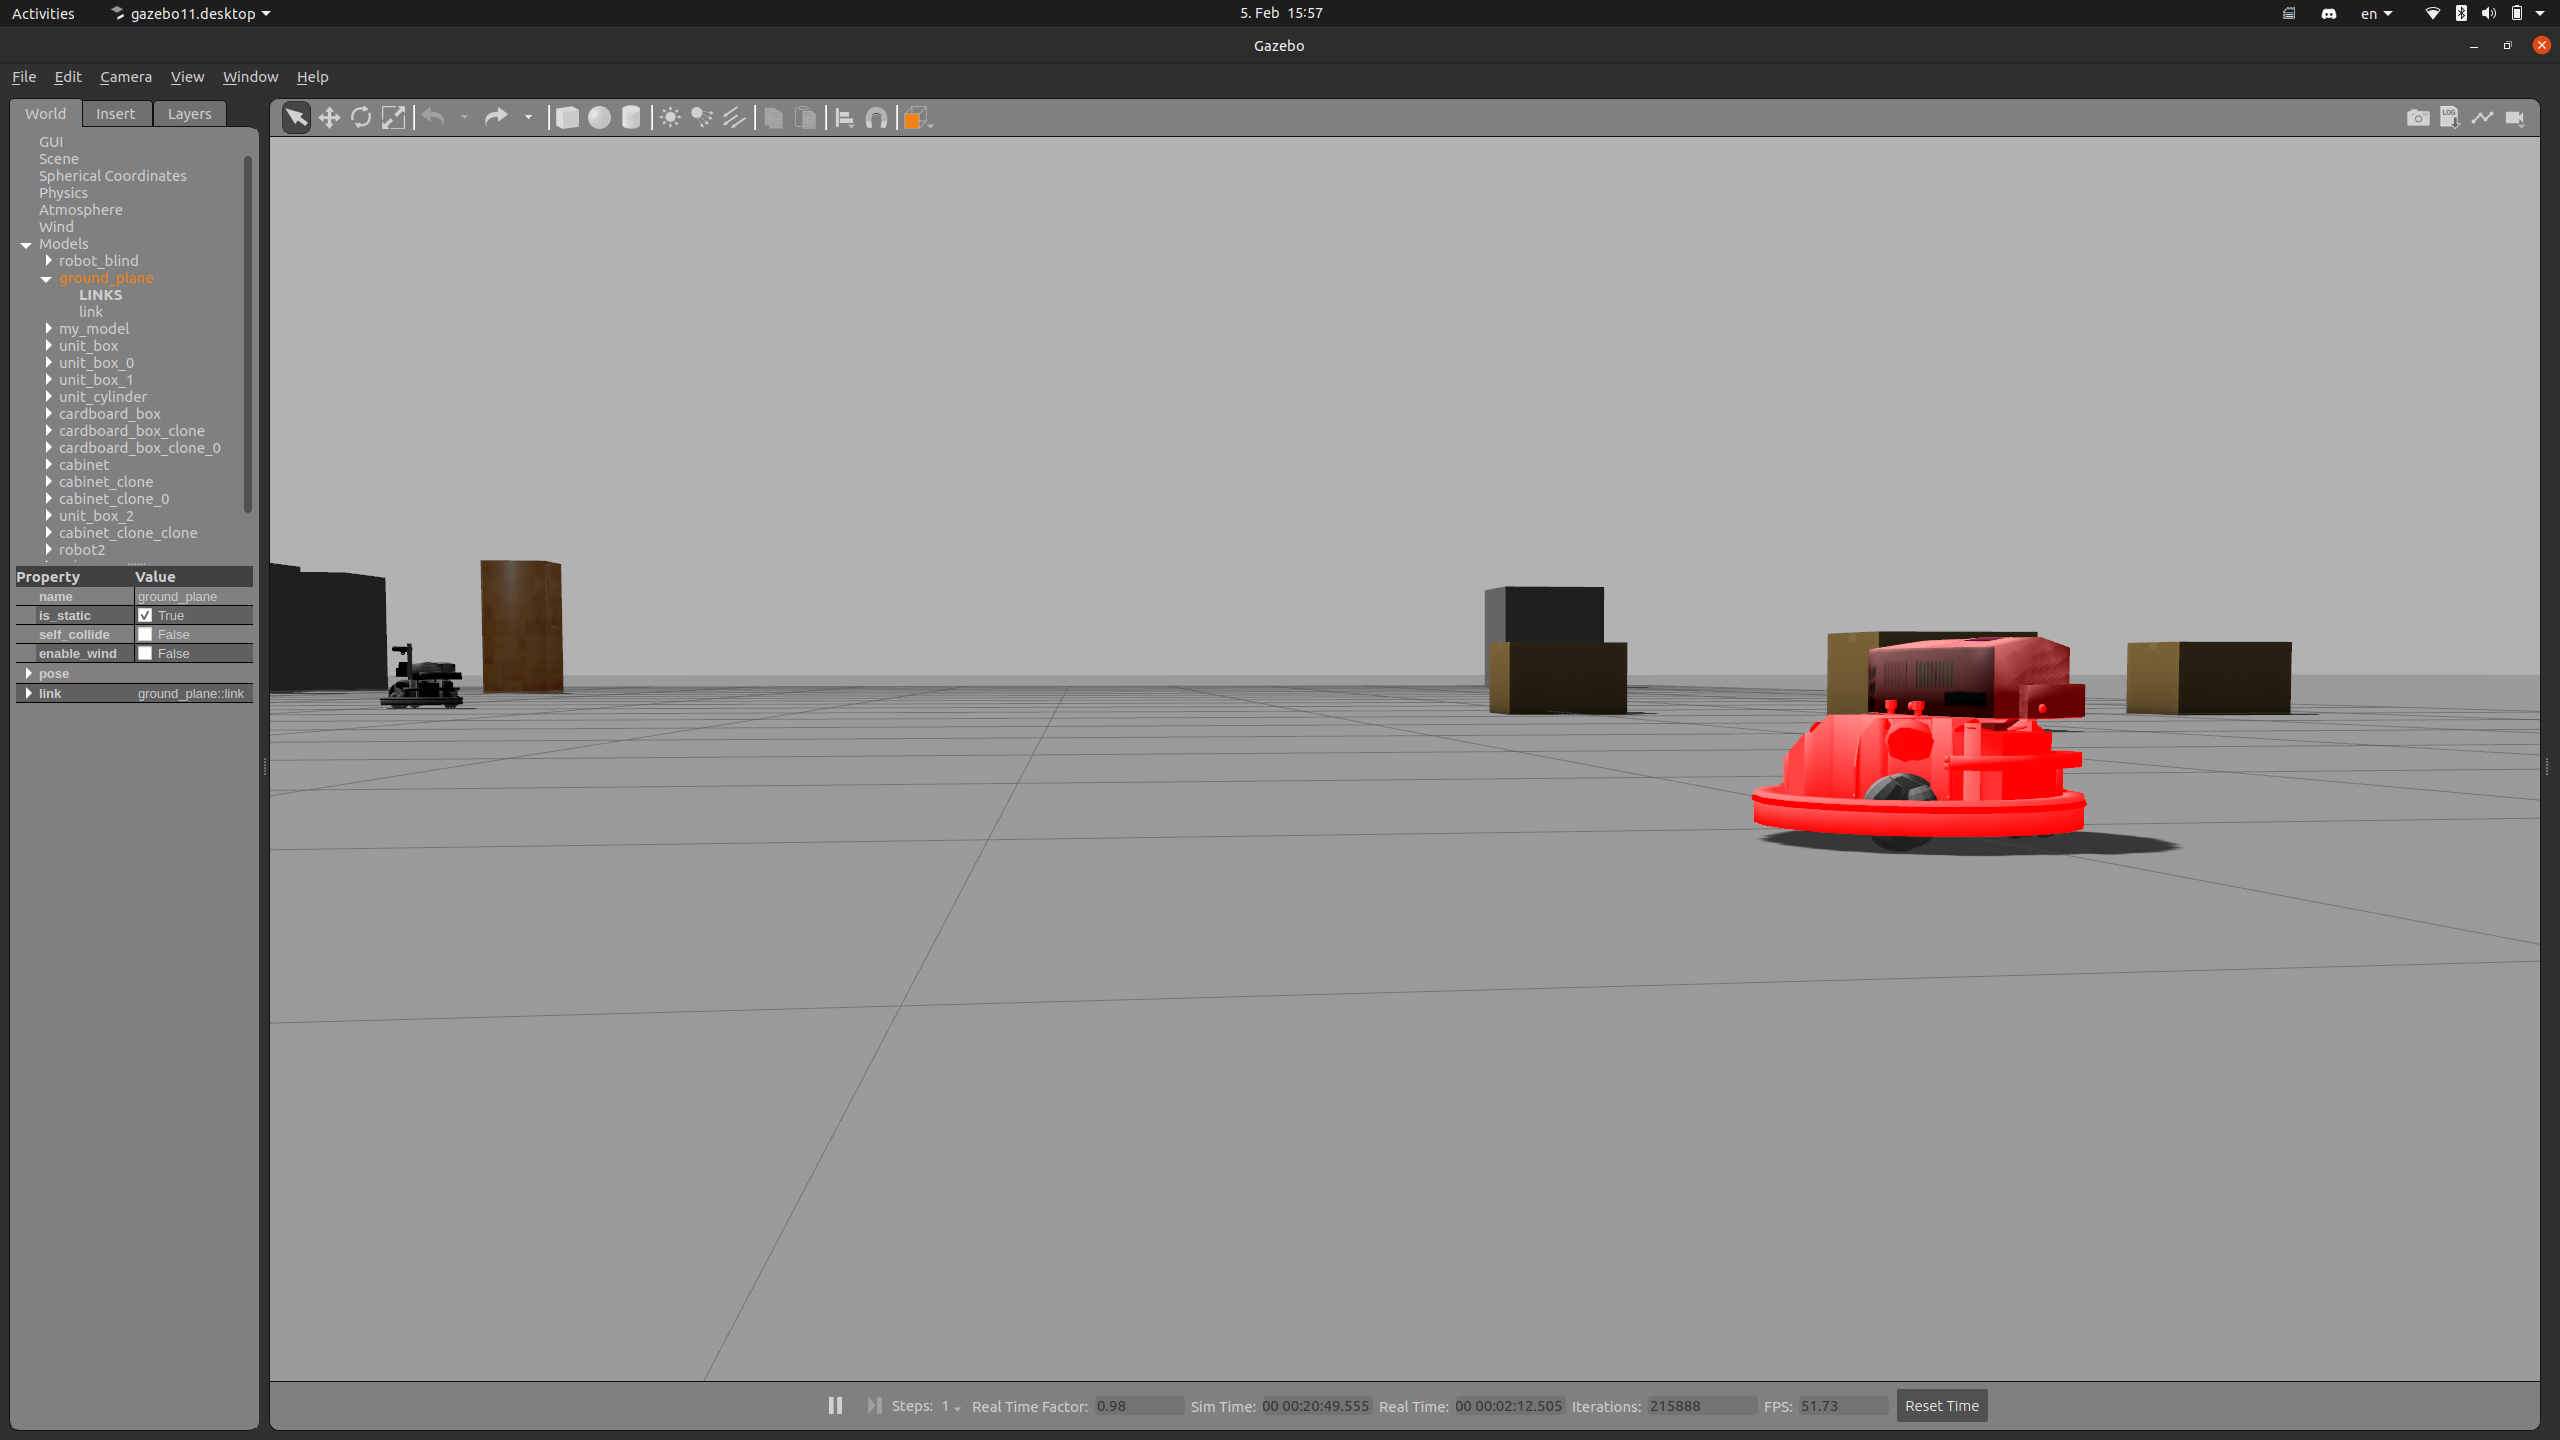 Activities gazebo11.desktop 5. Feb 15:57 en
Gazebo
File Edit Camera View Window Help
World Insert Layers
GUI
Scene
Spherical Coordinates
Physics
Atmosphere
Wind
Models
robot_blind
ground_plane
LINKS
link
my_model
unit_box
unit_box_0
unit_box_1
unit_cylinder
cardboard_box
cardboard_box_clone
cardboard_box_clone_0
cabinet
cabinet_clone
cabinet_clone_0
unit_box_2
cabinet_clone_clone
robot2
Property Value
name ground_plane
is_static True
self_collide False
enable_wind False
pose
link ground_plane::link
LOG
Steps: 1 Real Time Factor: 0.98 Sim Time: 00 00:20:49.555 Real Time: 00 00:02:12.505 Iterations: 215888 FPS: 51.73 Reset Time